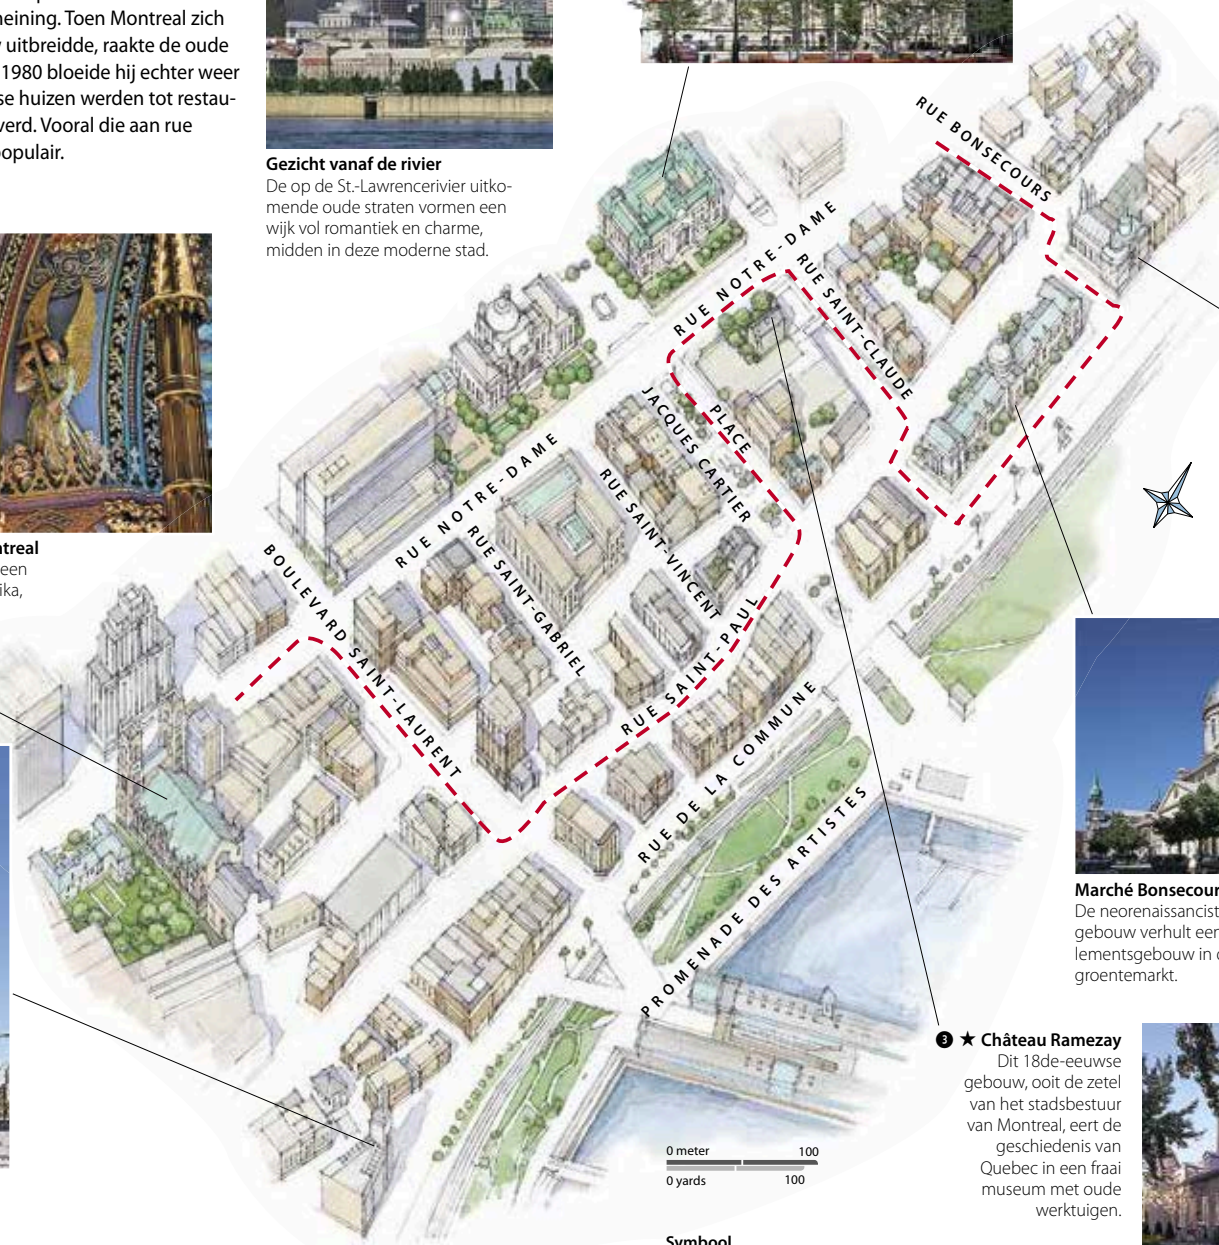 heining. Toen Montreal zich
uitbreidde, raakte de oude
1980 bloeide hij echter weer
se huizen werden tot restau-
verd. Vooral die aan rue
populair.
Gezicht vanaf de rivier
De op de St.-Lawrencerivier uitko-
mende oude straten vormen een
wijk vol romantiek en charme,
midden in deze moderne stad.
RUE BONSECOURS
RUE NOTRE-DAME
RUE SAINT-CLAUDE
PLACE
JACQUES CARTIER
RUE NOTRE-DAME
RUE SAINT-VINCENT
RUE SAINT-GABRIEL
BOULEVARD SAINT-LAURENT
RUE SAINT-PAUL
RUE DE LA COMMUNE
PROMENADE DES ARTISTES
ntreal
een
ika,
Marché Bonsecour
De neorenaissancist
gebouw verhult een
lementsgebouw in
groentemarkt.
3 ★ Château Ramezay
Dit 18de-eeuwse
gebouw, ooit de zetel
van het stadsbestuur
van Montreal, eert de
geschiedenis van
Quebec in een fraai
museum met oude
werktuigen.
0 meter 100
0 yards 100
Symbool